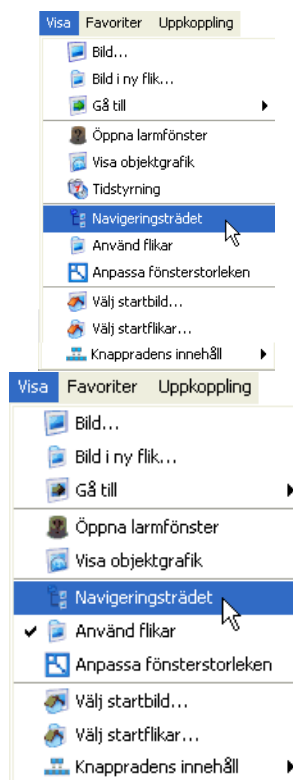 Visa Favoriter Uppkoppling
Bild...
Bild i ny flik...
Gå till
Öppna larmfönster
Visa objektgrafik
Tidstyrning
Navigeringsträdet
Använd flikar
Anpassa fönsterstorleken
Välj startbild...
Välj startflikar...
Knappradens innehåll
Visa Favoriter Uppkoppling
Bild...
Bild i ny flik...
Gå till
Öppna larmfönster
Visa objektgrafik
Navigeringsträdet
Använd flikar
Anpassa fönsterstorleken
Välj startbild...
Välj startflikar...
Knappradens innehåll